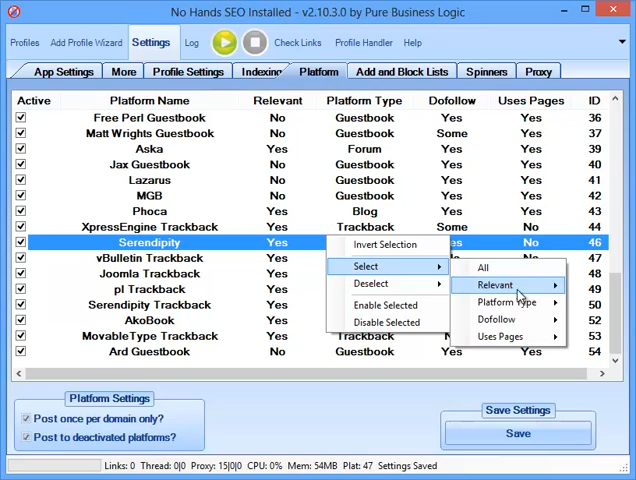 No Hands SEO Installed - v2.10.3.0 by Pure Business Logic
Profiles Add Profile Wizard Settings Log Check Links Profile Handler Help
App Settings More Profile Settings Indexing Platform Add and Block Lists Spinners Proxy
Active Platform Name Relevant Platform Type Dofollow Uses Pages ID
Free Perl Guestbook No Guestbook Yes Yes 36
Matt Wrights Guestbook No Guestbook Some Yes 37
Aska Yes Forum Yes Yes 39
Jax Guestbook No Guestbook Yes Yes 40
Lazarus No Guestbook Yes Yes 41
MGB No Guestbook Yes Yes 42
Phoca Yes Blog Yes Yes 43
XpressEngine Trackback Yes Trackback Some No 44
Serendipity Yes No 46
vBulletin Trackback Yes 47
Joomla Trackback Yes 48
pl Trackback Yes 49
Serendipity Trackback Yes 50
AkoBook Yes 52
MovableType Trackback Yes 53
Ard Guestbook No Guestbook Yes Yes 54
Invert Selection
Select
Deselect
Enable Selected
Disable Selected
All
Relevant
Platform Type
Dofollow
Uses Pages
Platform Settings
Post once per domain only?
Post to deactivated platforms?
Save Settings
Save
Links: 0 Thread: 0|0 Proxy: 15|0|0 CPU: 0% Mem: 54MB Plat: 47 Settings Saved